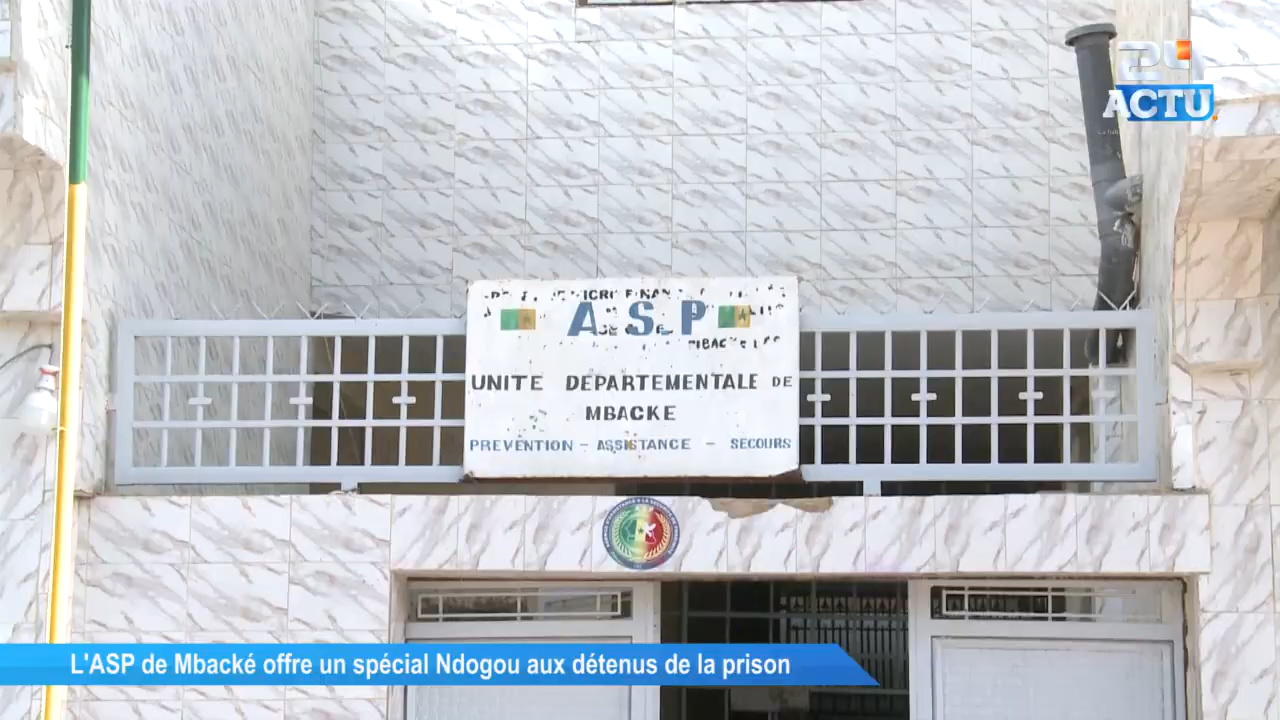 24
ACTU
A.S.P
UNITE DEPARTEMENTALE DE
MBACKE
PREVENTION - ASSISTANCE - SECOURS
L'ASP de Mbacké offre un spécial Ndogou aux détenus de la prison